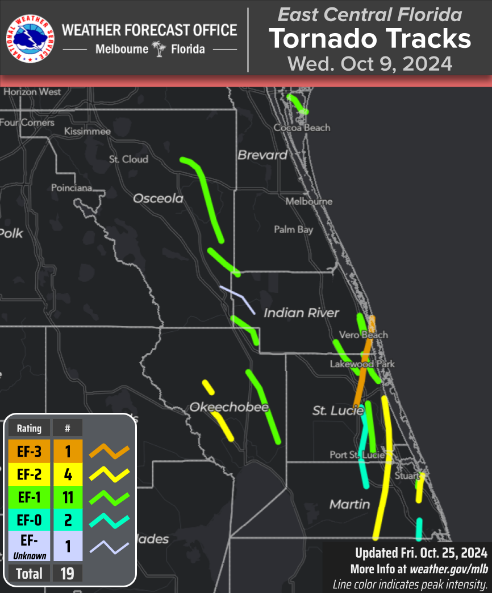 NATIONAL WEATHER SERVICE
WEATHER FORECAST OFFICE
Melbourne Florida
East Central Florida
Tornado Tracks
Wed. Oct 9, 2024
Horizon West
Four Corners
Kissimmee
Cocoa Beach
St. Cloud
Brevard
Poinciana
Osceola
Melbourne
Polk
Palm Bay
Indian River
Vero Beach
Lakewood Park
Okeechobee
St. Lucie
Port St. Lucie
Stuart
Martin
Rating #
EF-3 1
EF-2 4
EF-1 11
EF-0 2
EF-
Unknown 1
Total 19
Updated Fri. Oct. 25, 2024
More Info at weather.gov/mlb
Line color indicates peak intensity.